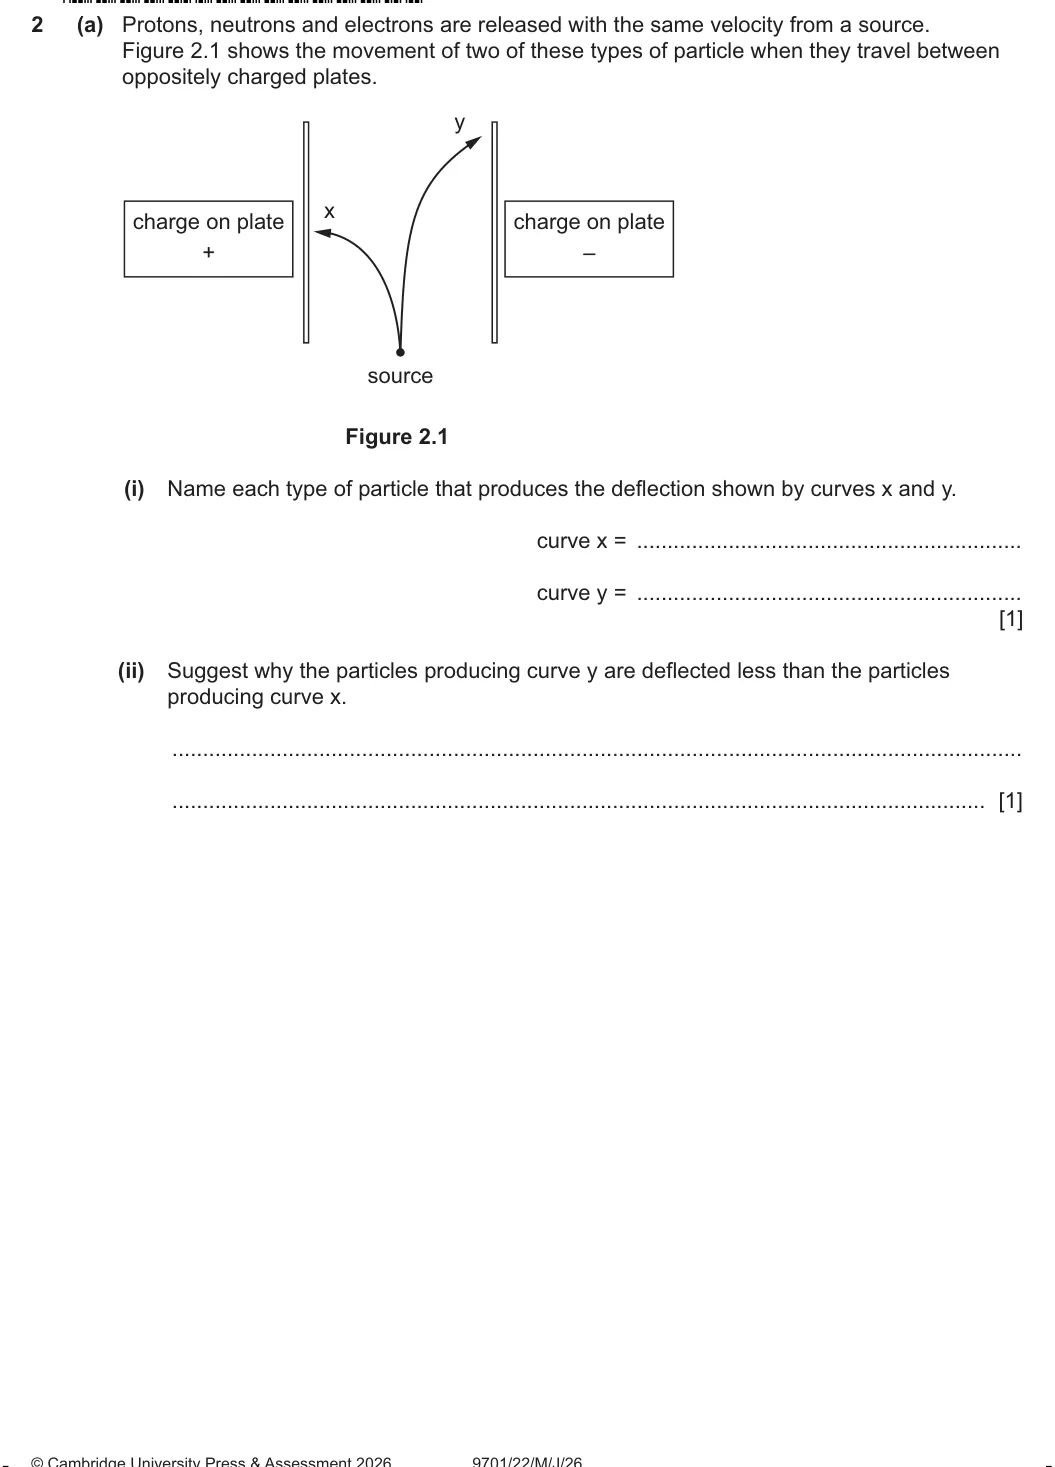 2 (a) Protons, neutrons and electrons are released with the same velocity from a source.
Figure 2.1 shows the movement of two of these types of particle when they travel between
oppositely charged plates.
y
x
charge on plate
+
charge on plate
–
source
Figure 2.1
(i) Name each type of particle that produces the deflection shown by curves x and y.
curve x = ................................................................
curve y = ................................................................
[1]
(ii) Suggest why the particles producing curve y are deflected less than the particles
producing curve x.
............................................................................................................................................
...................................................................................................................................... [1]
© Cambridge University Press & Assessment 2026 9701/22/M/J/26